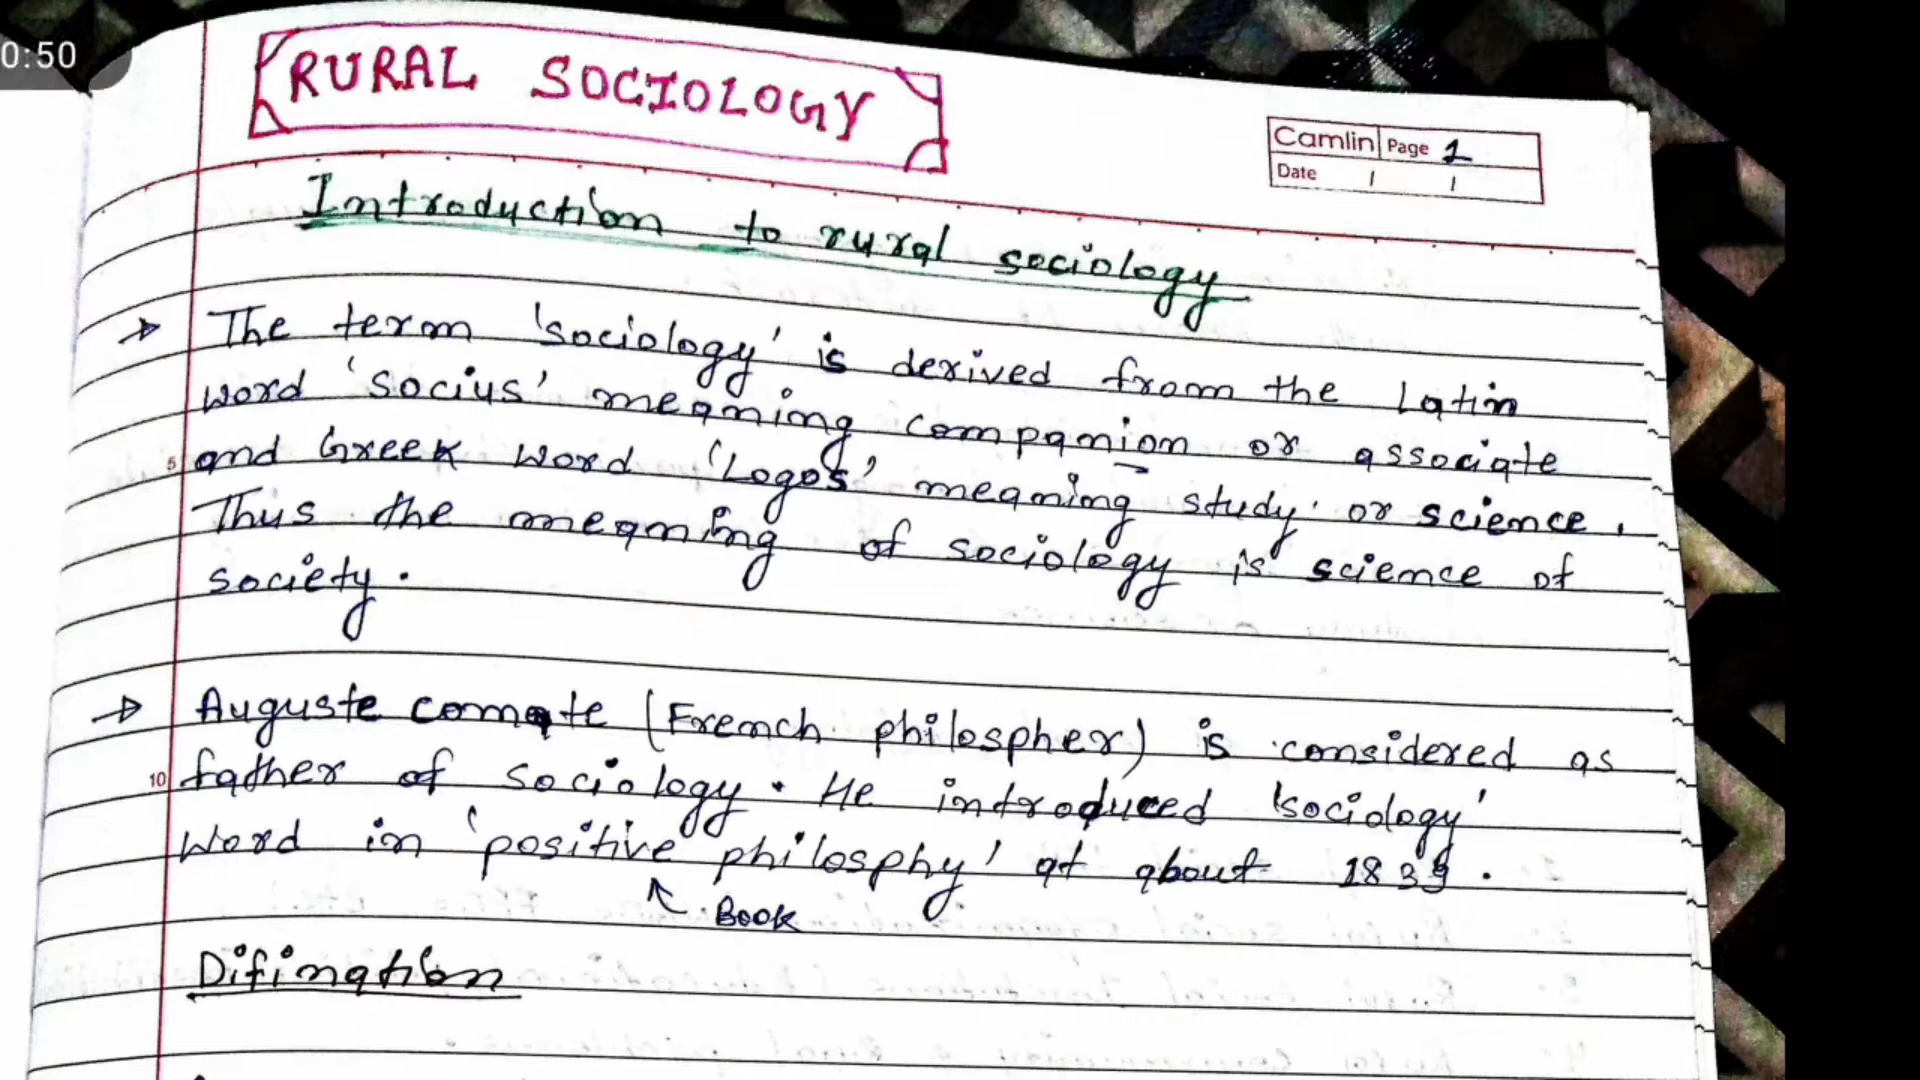 0:50
RURAL SOCIOLOGY
Camlin Page 1
Date / /
Introduction to rural sociology
→ The term 'sociology' is derived from the Latin
word 'socius' meaning companion or associate
5 and Greek word 'Logos' meaning study or science.
Thus the meaning of sociology is science of
society.
→ Auguste comte (French philospher) is considered as
10 father of sociology. He introduced 'sociology'
word in 'positive philosphy' at about 1839.
↖ Book
Difination